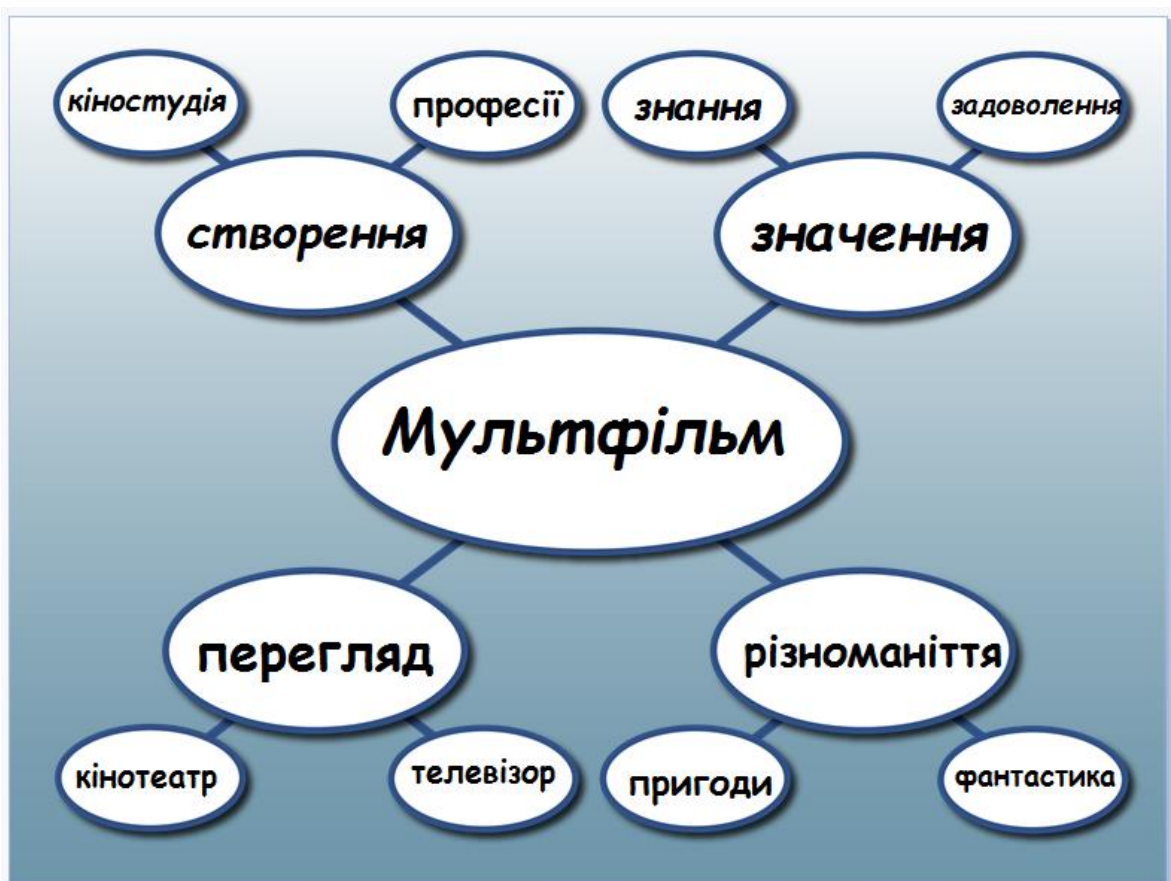 кіностудія
професії
знання
задоволення
створення
значення
Мультфільм
перегляд
різноманіття
кінотеатр
телевізор
пригоди
фантастика